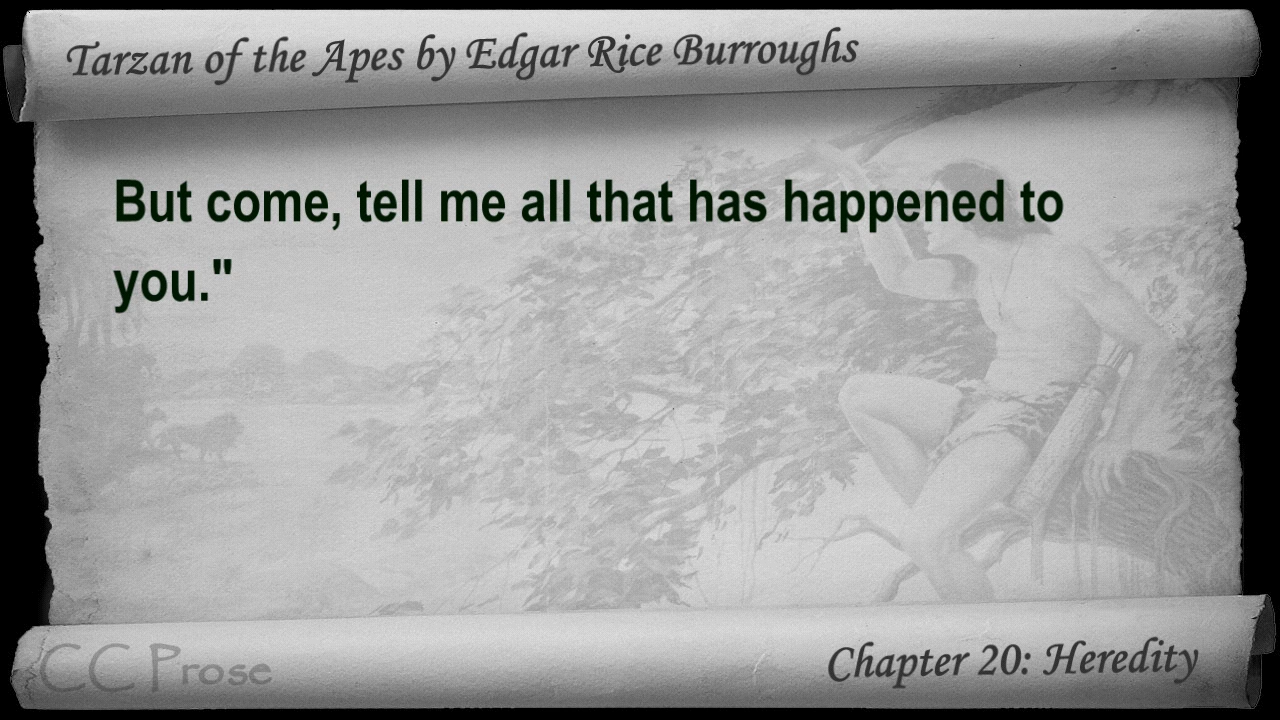 Tarzan of the Apes by Edgar Rice Burroughs
But come, tell me all that has happened to
you."
CC Prose
Chapter 20: Heredity